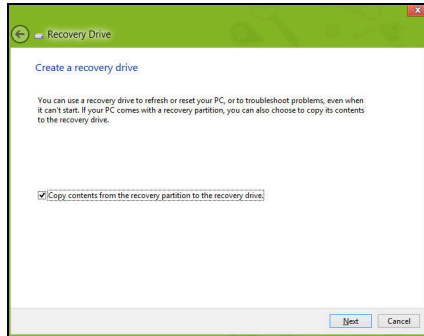 Recovery Drive
Create a recovery drive
You can use a recovery drive to refresh or reset your PC, or to troubleshoot problems, even when
it can't start. If your PC comes with a recovery partition, you can also choose to copy its contents
to the recovery drive.
Copy contents from the recovery partition to the recovery drive.
Next Cancel